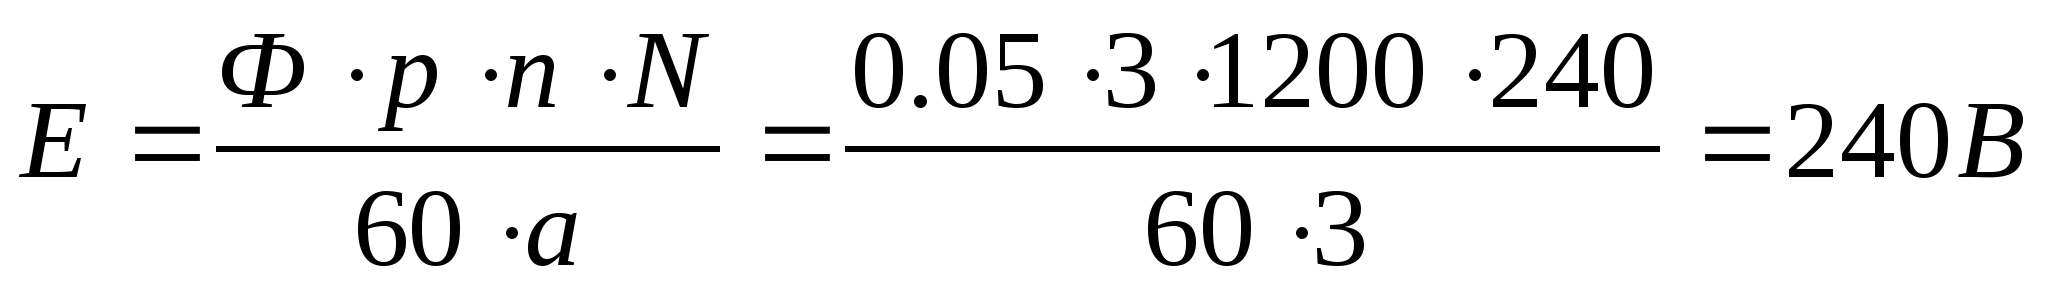 E = Φ · p · n · N / 60 · a = 0.05 · 3 · 1200 · 240 / 60 · 3 = 240 В